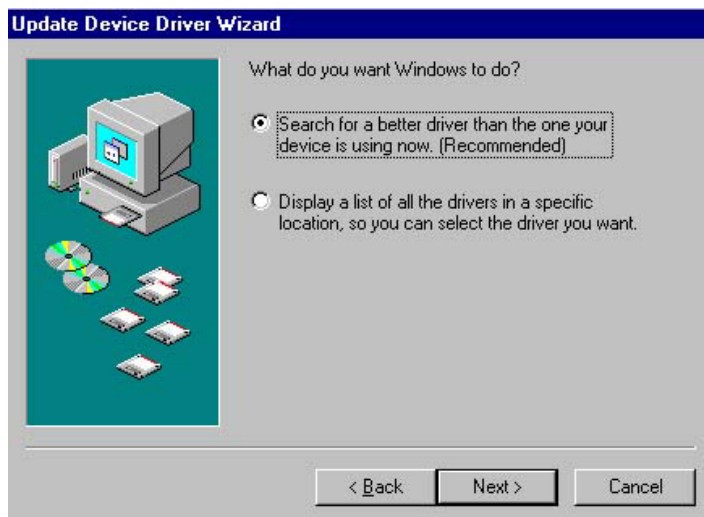 Update Device Driver Wizard
What do you want Windows to do?
Search for a better driver than the one your
device is using now. (Recommended)
Display a list of all the drivers in a specific
location, so you can select the driver you want.
< Back
Next >
Cancel